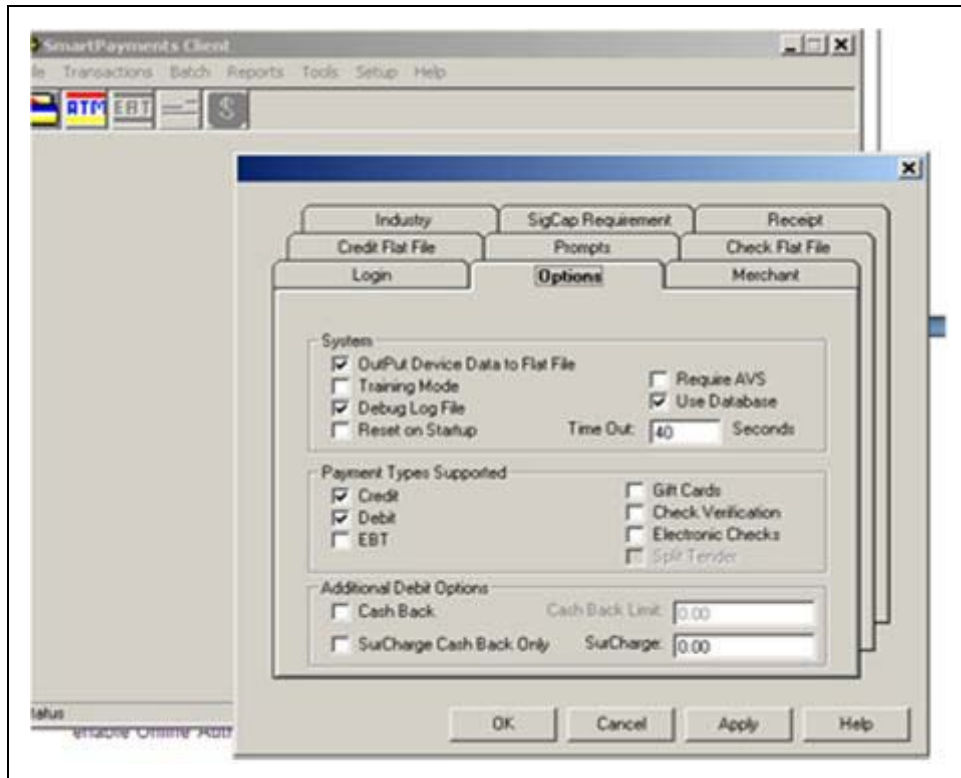 SmartPayments Client
Transactions Batch Reports Tools Setup Help
ATM EBT $
Industry SigCap Requirement Receipt
Credit Flat File Prompts Check Flat File
Login Options Merchant
System
OutPut Device Data to Flat File
Training Mode Require AVS
Debug Log File Use Database
Reset on Startup Time Out: 40 Seconds
Payment Types Supported
Credit Gift Cards
Debit Check Verification
EBT Electronic Checks
Split Tender
Additional Debit Options
Cash Back Cash Back Limit: 0.00
SurCharge Cash Back Only SurCharge: 0.00
OK Cancel Apply Help
enable Online